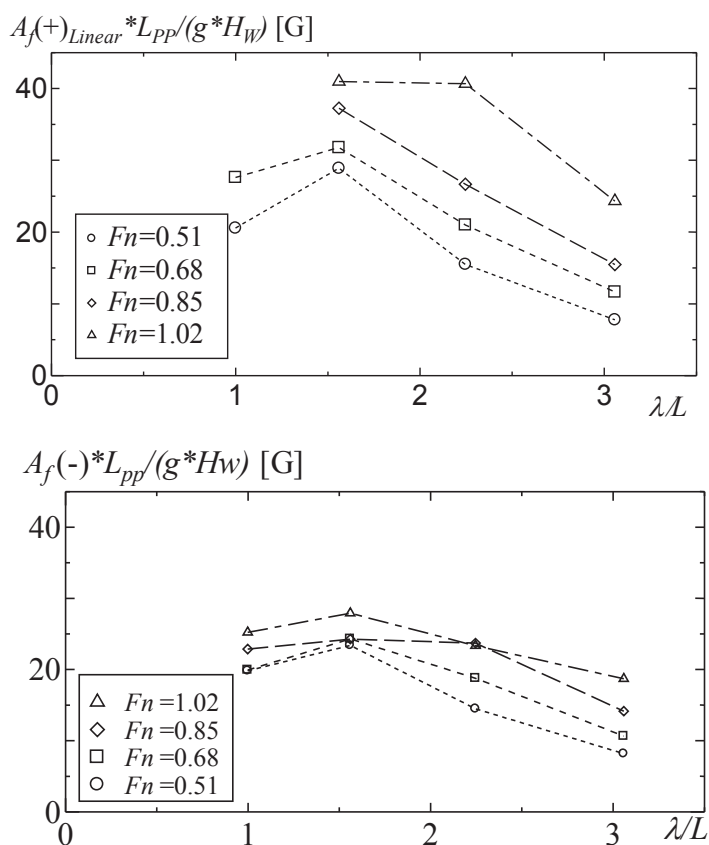 A_f(+)_Linear*L_PP/(g*H_W) [G]
40
20
0
○ Fn=0.51
□ Fn=0.68
◇ Fn=0.85
△ Fn=1.02
0 1 2 3
λ/L
A_f(-)*L_pp/(g*Hw) [G]
40
20
0
△ Fn=1.02
◇ Fn=0.85
□ Fn=0.68
○ Fn=0.51
0 1 2 3 λ/L